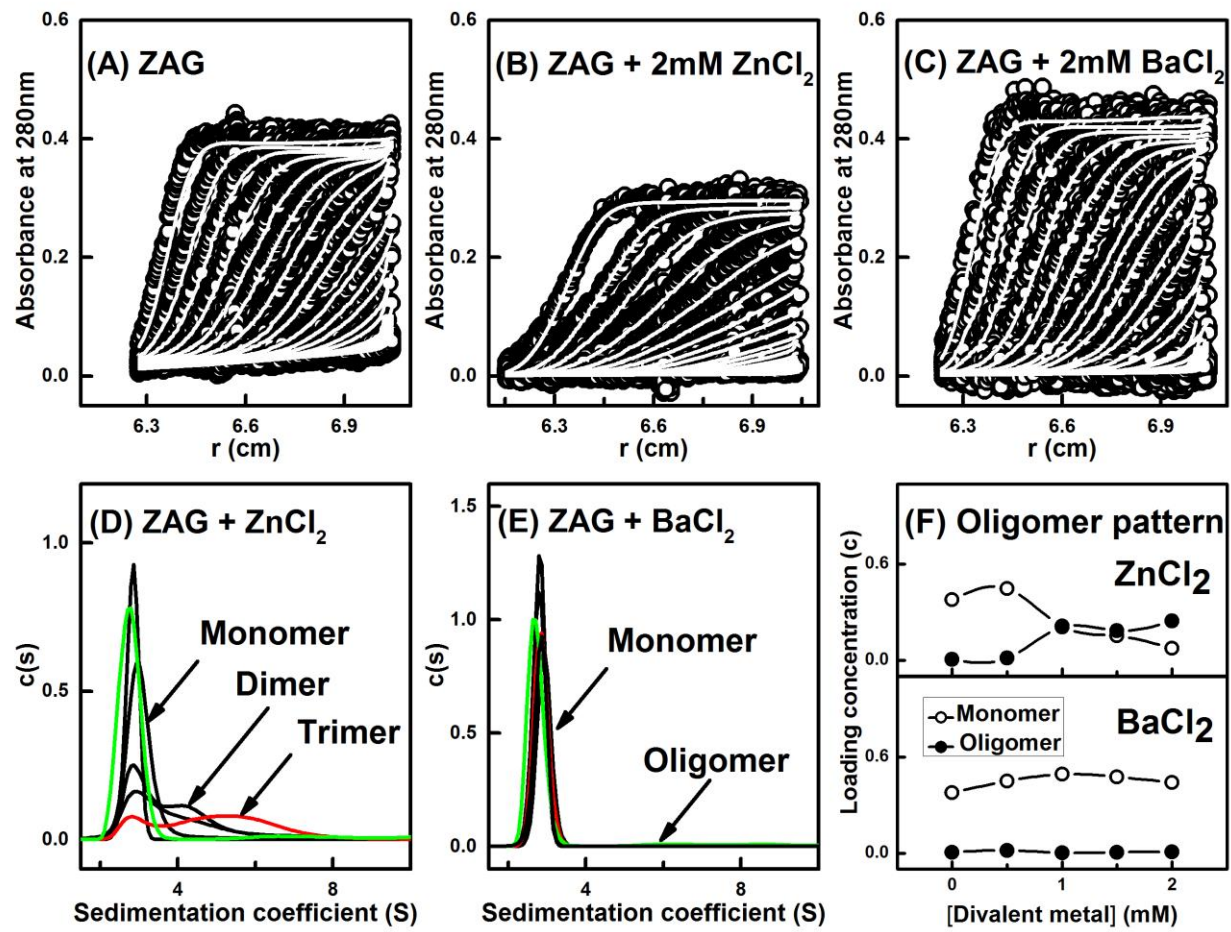 (A) ZAG
Absorbance at 280nm
0.6
0.4
0.2
0.0
6.3 6.6 6.9
r (cm)
(B) ZAG + 2mM ZnCl2
Absorbance at 280nm
0.6
0.4
0.2
0.0
6.3 6.6 6.9
r (cm)
(C) ZAG + 2mM BaCl2
Absorbance at 280nm
0.6
0.4
0.2
0.0
6.3 6.6 6.9
r (cm)
(D) ZAG + ZnCl2
c(s)
1.0
0.5
0.0
Monomer
Dimer
Trimer
4 8
Sedimentation coefficient (S)
(E) ZAG + BaCl2
c(s)
1.5
1.0
0.5
0.0
Monomer
Oligomer
4 8
Sedimentation coefficient (S)
(F) Oligomer pattern
Loading concentration (c)
ZnCl2
0.6
0.0
BaCl2
Monomer
Oligomer
0.6
0.0
0 1 2
[Divalent metal] (mM)